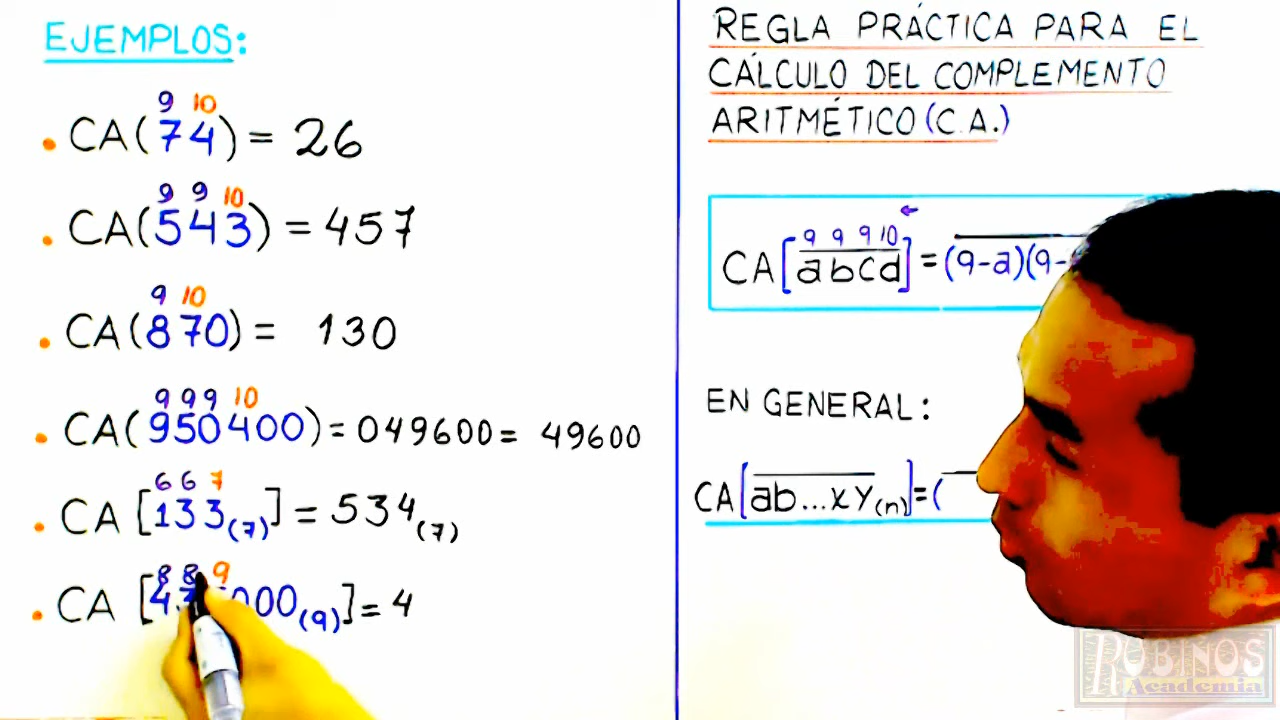 EJEMPLOS:
9 10
• CA(74) = 26
9 9 10
• CA(543) = 457
9 10
• CA(870) = 130
9 9 9 10
• CA(950400) = 049600 = 49600
6 6 7
• CA [133(7)] = 534(7)
8 8 9
• CA [43 000(9)] = 4
REGLA PRÁCTICA PARA EL
CÁLCULO DEL COMPLEMENTO
ARITMÉTICO (C.A.)
←
9 9 9 10
CA[abcd] = (9-a)(9-
EN GENERAL:
CA[ab...xy(n)] = (
ROBINOS
Academia